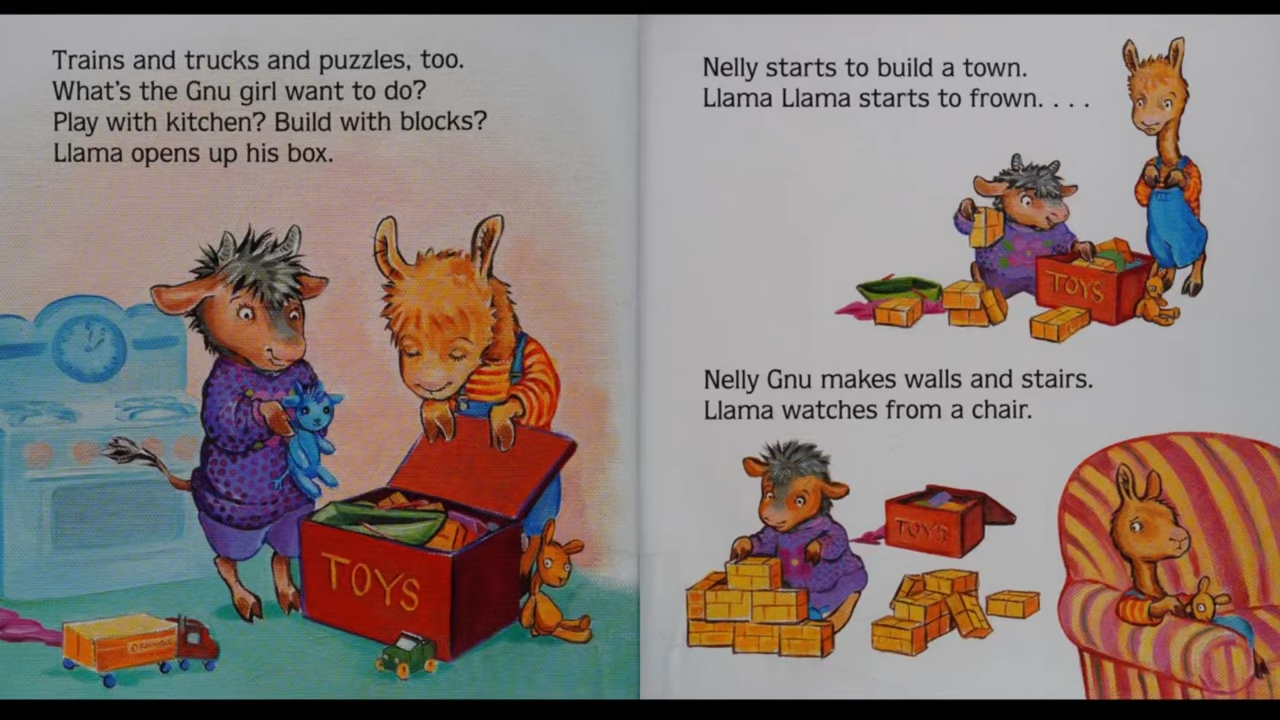 Trains and trucks and puzzles, too.
What's the Gnu girl want to do?
Play with kitchen? Build with blocks?
Llama opens up his box.
TOYS
Nelly starts to build a town.
Llama Llama starts to frown. . . .
TOYS
Nelly Gnu makes walls and stairs.
Llama watches from a chair.
TOYS